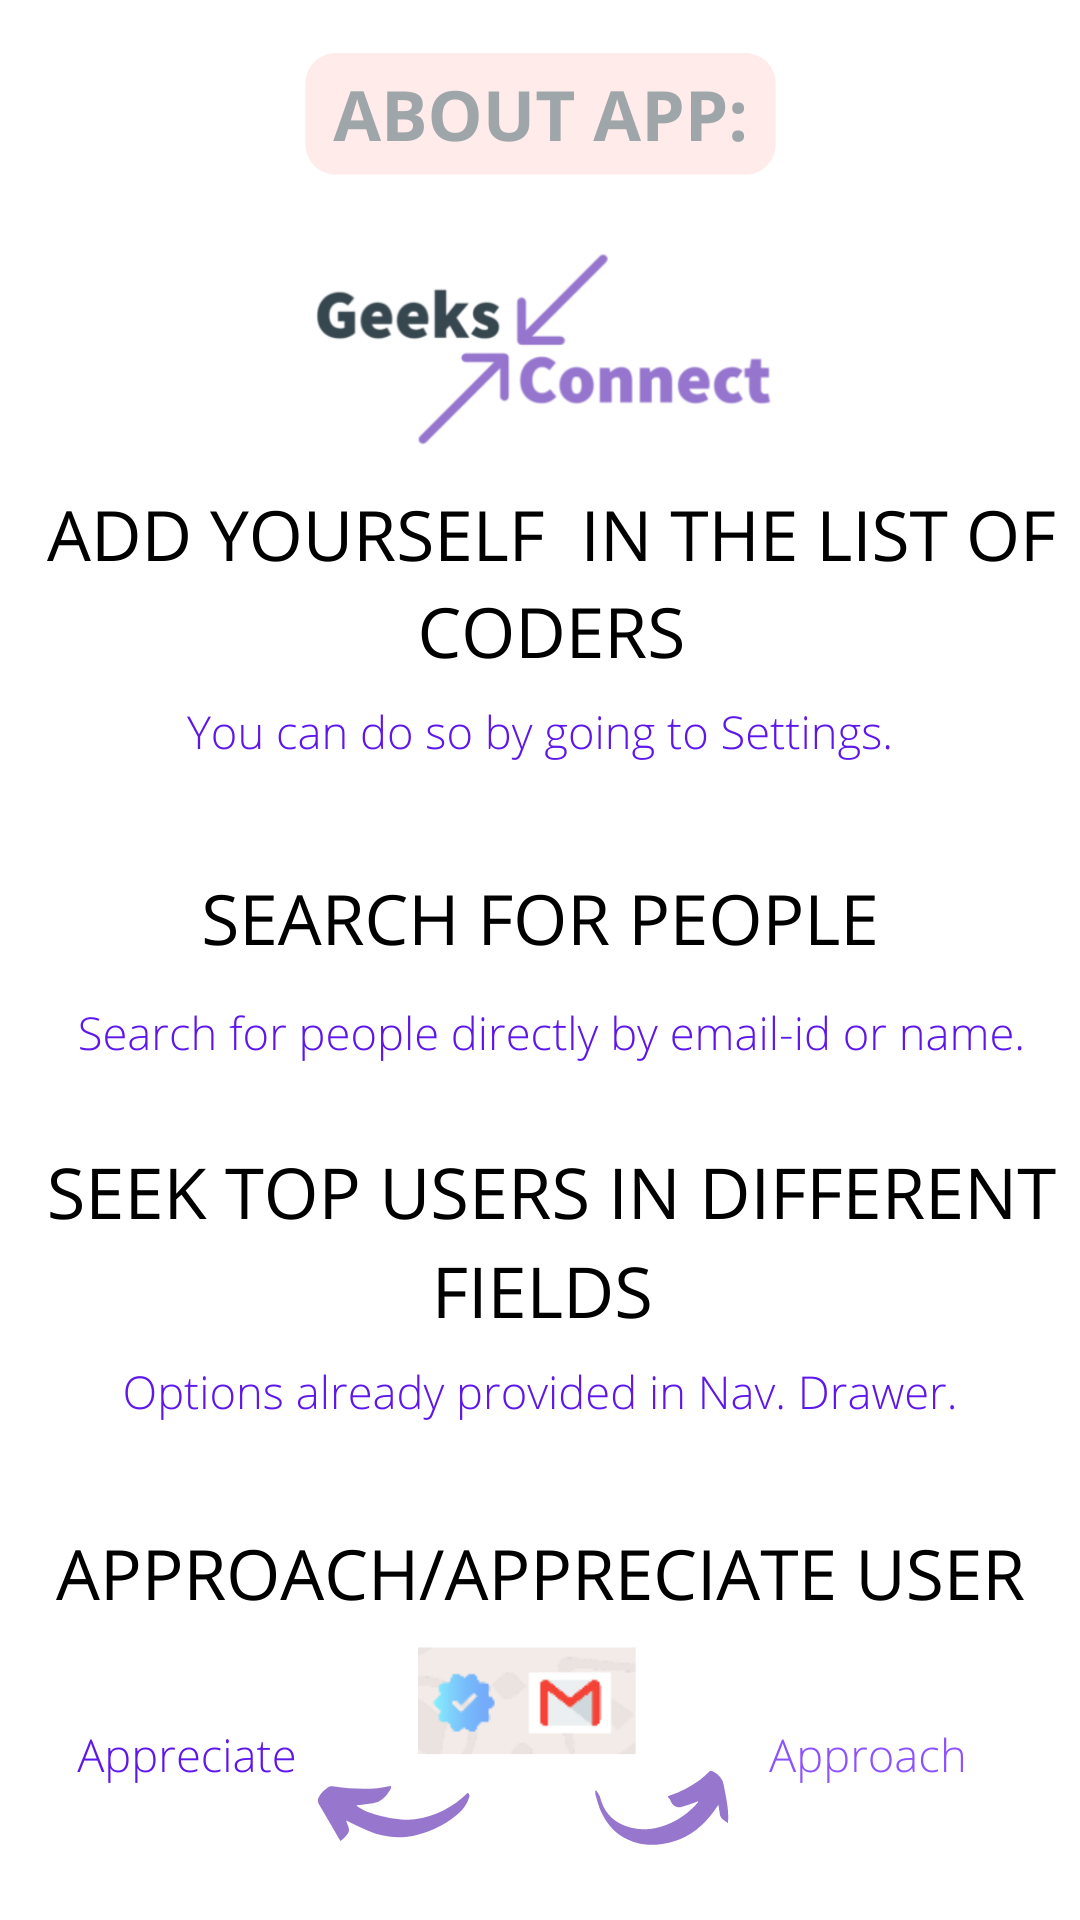 ABOUT APP:
Geeks
Connect
ADD YOURSELF  IN THE LIST OF
CODERS
You can do so by going to Settings.
SEARCH FOR PEOPLE
Search for people directly by email-id or name.
SEEK TOP USERS IN DIFFERENT
FIELDS
Options already provided in Nav. Drawer.
APPROACH/APPRECIATE USER
Appreciate
Approach